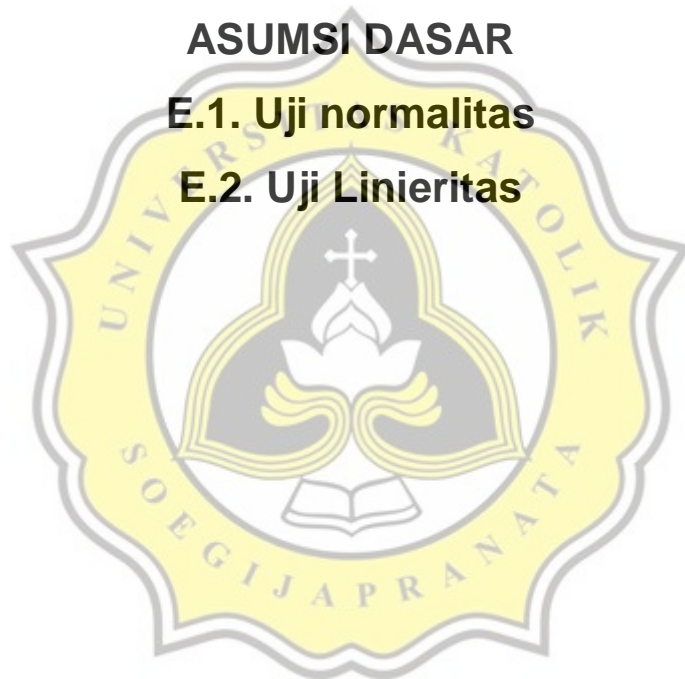 ASUMSI DASAR
E.1. Uji normalitas
E.2. Uji Linieritas
UNIVERSITAS KATOLIK
SOEGIJAPRANATA